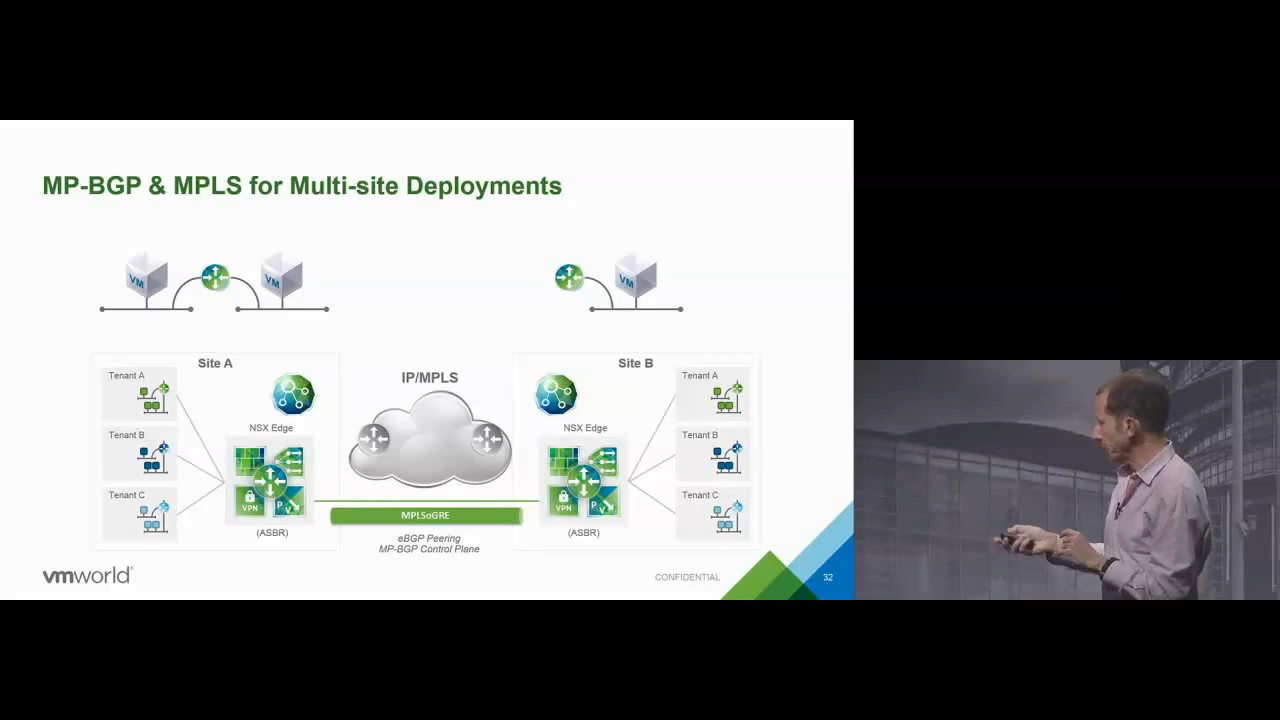 MP-BGP & MPLS for Multi-site Deployments
VM
VM
VM
Site A
Site B
Tenant A
Tenant B
Tenant C
IP/MPLS
NSX Edge
NSX Edge
Tenant A
Tenant B
Tenant C
VPN
P
V
VPN
P
V
(ASBR)
(ASBR)
MPLSoGRE
eBGP Peering
MP-BGP Control Plane
vmworld®
CONFIDENTIAL
32